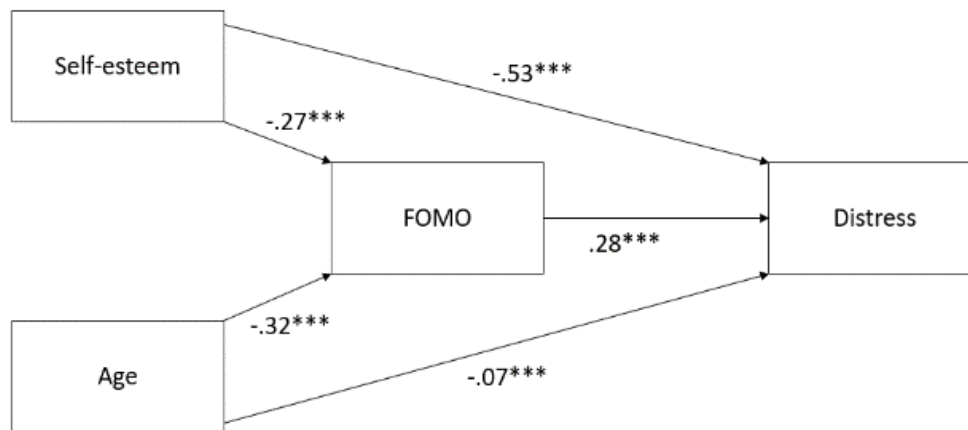 Self-esteem
-.53***
-.27***
FOMO
.28***
Distress
-.32***
Age
-.07***